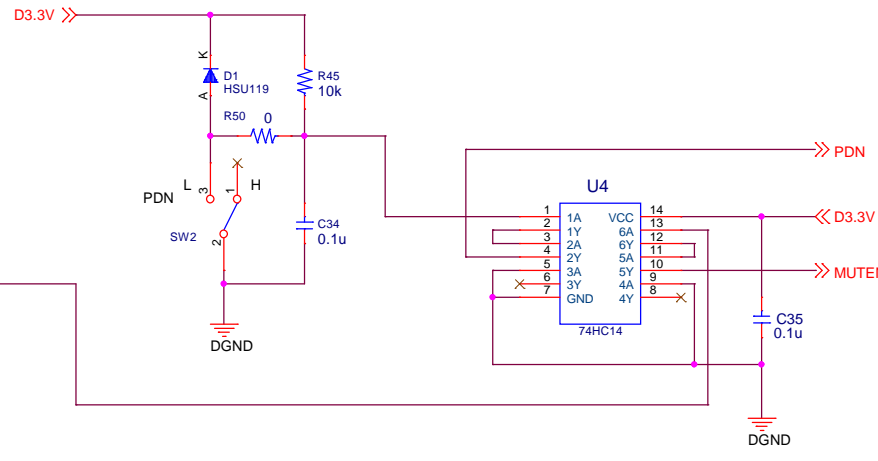 D3.3V
K
D1
HSU119
A
R45
10k
R50
0
PDN
L
3
1
H
SW2
2
C34
0.1u
DGND
U4
1
1A
VCC
14
2
1Y
6A
13
3
2A
6Y
12
4
2Y
5A
11
5
3A
5Y
10
6
3Y
4A
9
7
GND
4Y
8
74HC14
PDN
D3.3V
C35
0.1u
DGND